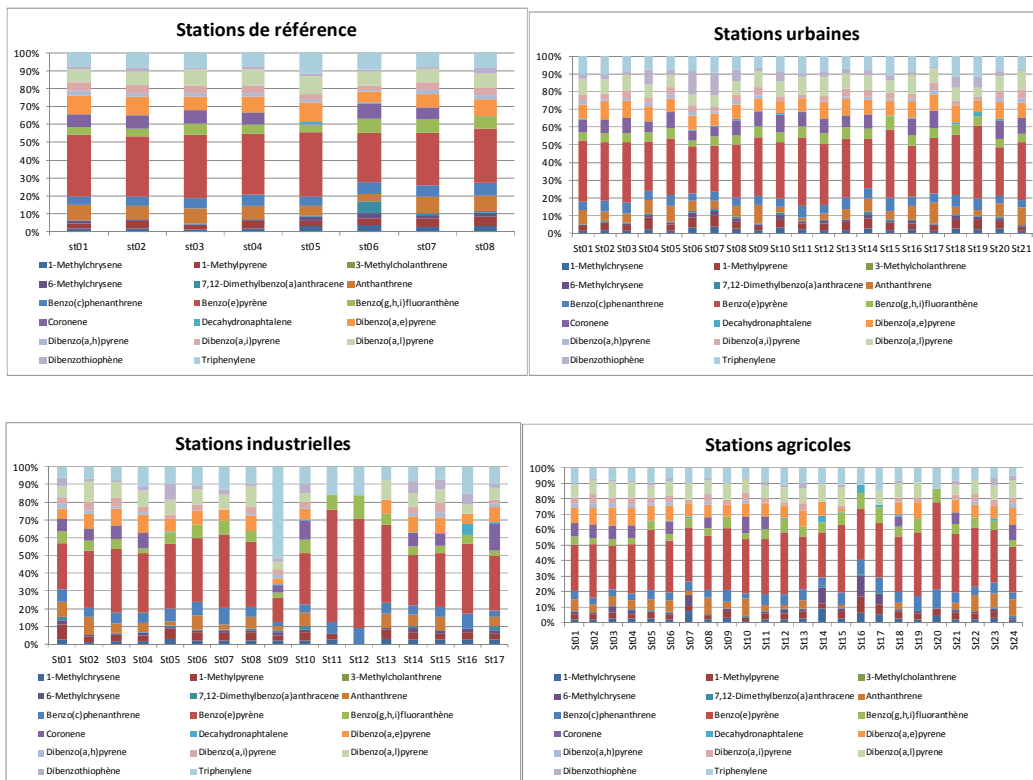 Stations de référence
100%
90%
80%
70%
60%
50%
40%
30%
20%
10%
0%
st01 st02 st03 st04 st05 st06 st07 st08
1-Methylchrysene 1-Methylpyrene 3-Methylcholanthrene
6-Methylchrysene 7,12-Dimethylbenzo(a)anthracene Anthanthrene
Benzo(c)phenanthrene Benzo(e)pyrène Benzo(g,h,i)fluoranthène
Coronene Decahydronaphtalene Dibenzo(a,e)pyrene
Dibenzo(a,h)pyrene Dibenzo(a,i)pyrene Dibenzo(a,l)pyrene
Dibenzothiophène Triphenylene
Stations urbaines
100%
90%
80%
70%
60%
50%
40%
30%
20%
10%
0%
St01 St02 St03 St04 St05 St06 St07 St08 St09 St10 St11 St12 St13 St14 St15 St16 St17 St18 St19 St20 St21
1-Methylchrysene 1-Methylpyrene 3-Methylcholanthrene
6-Methylchrysene 7,12-Dimethylbenzo(a)anthracene Anthanthrene
Benzo(c)phenanthrene Benzo(e)pyrène Benzo(g,h,i)fluoranthène
Coronene Decahydronaphtalene Dibenzo(a,e)pyrene
Dibenzo(a,h)pyrene Dibenzo(a,i)pyrene Dibenzo(a,l)pyrene
Dibenzothiophène Triphenylene
Stations industrielles
100%
90%
80%
70%
60%
50%
40%
30%
20%
10%
0%
St01 St02 St03 St04 St05 St06 St07 St08 St09 St10 St11 St12 St13 St14 St15 St16 St17
1-Methylchrysene 1-Methylpyrene 3-Methylcholanthrene
6-Methylchrysene 7,12-Dimethylbenzo(a)anthracene Anthanthrene
Benzo(c)phenanthrene Benzo(e)pyrène Benzo(g,h,i)fluoranthène
Coronene Decahydronaphtalene Dibenzo(a,e)pyrene
Dibenzo(a,h)pyrene Dibenzo(a,i)pyrene Dibenzo(a,l)pyrene
Dibenzothiophène Triphenylene
Stations agricoles
100%
90%
80%
70%
60%
50%
40%
30%
20%
10%
0%
St01 St02 St03 St04 St05 St06 St07 St08 St09 St10 St11 St12 St13 St14 St15 St16 St17 St18 St19 St20 St21 St22 St23 St24
1-Methylchrysene 1-Methylpyrene 3-Methylcholanthrene
6-Methylchrysene 7,12-Dimethylbenzo(a)anthracene Anthanthrene
Benzo(c)phenanthrene Benzo(e)pyrène Benzo(g,h,i)fluoranthène
Coronene Decahydronaphtalene Dibenzo(a,e)pyrene
Dibenzo(a,h)pyrene Dibenzo(a,i)pyrene Dibenzo(a,l)pyrene
Dibenzothiophène Triphenylene